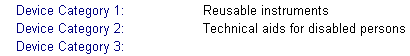 Device Category 1: Reusable instruments
Device Category 2: Technical aids for disabled persons
Device Category 3: